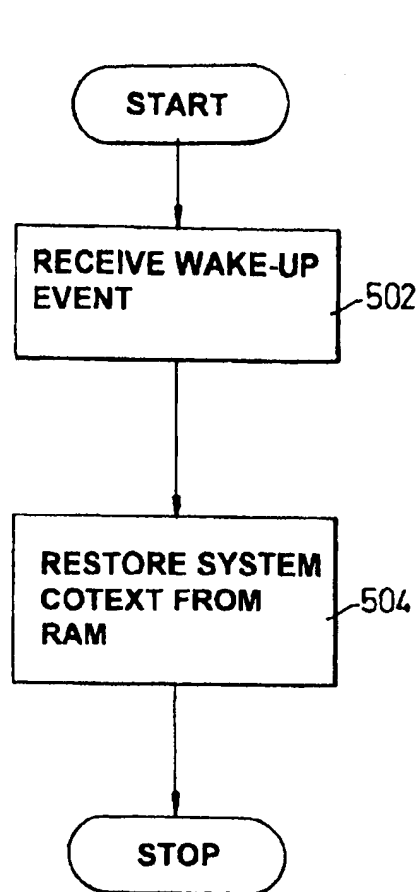 START
RECEIVE WAKE-UP
EVENT
502
RESTORE SYSTEM
COTEXT FROM
RAM
504
STOP